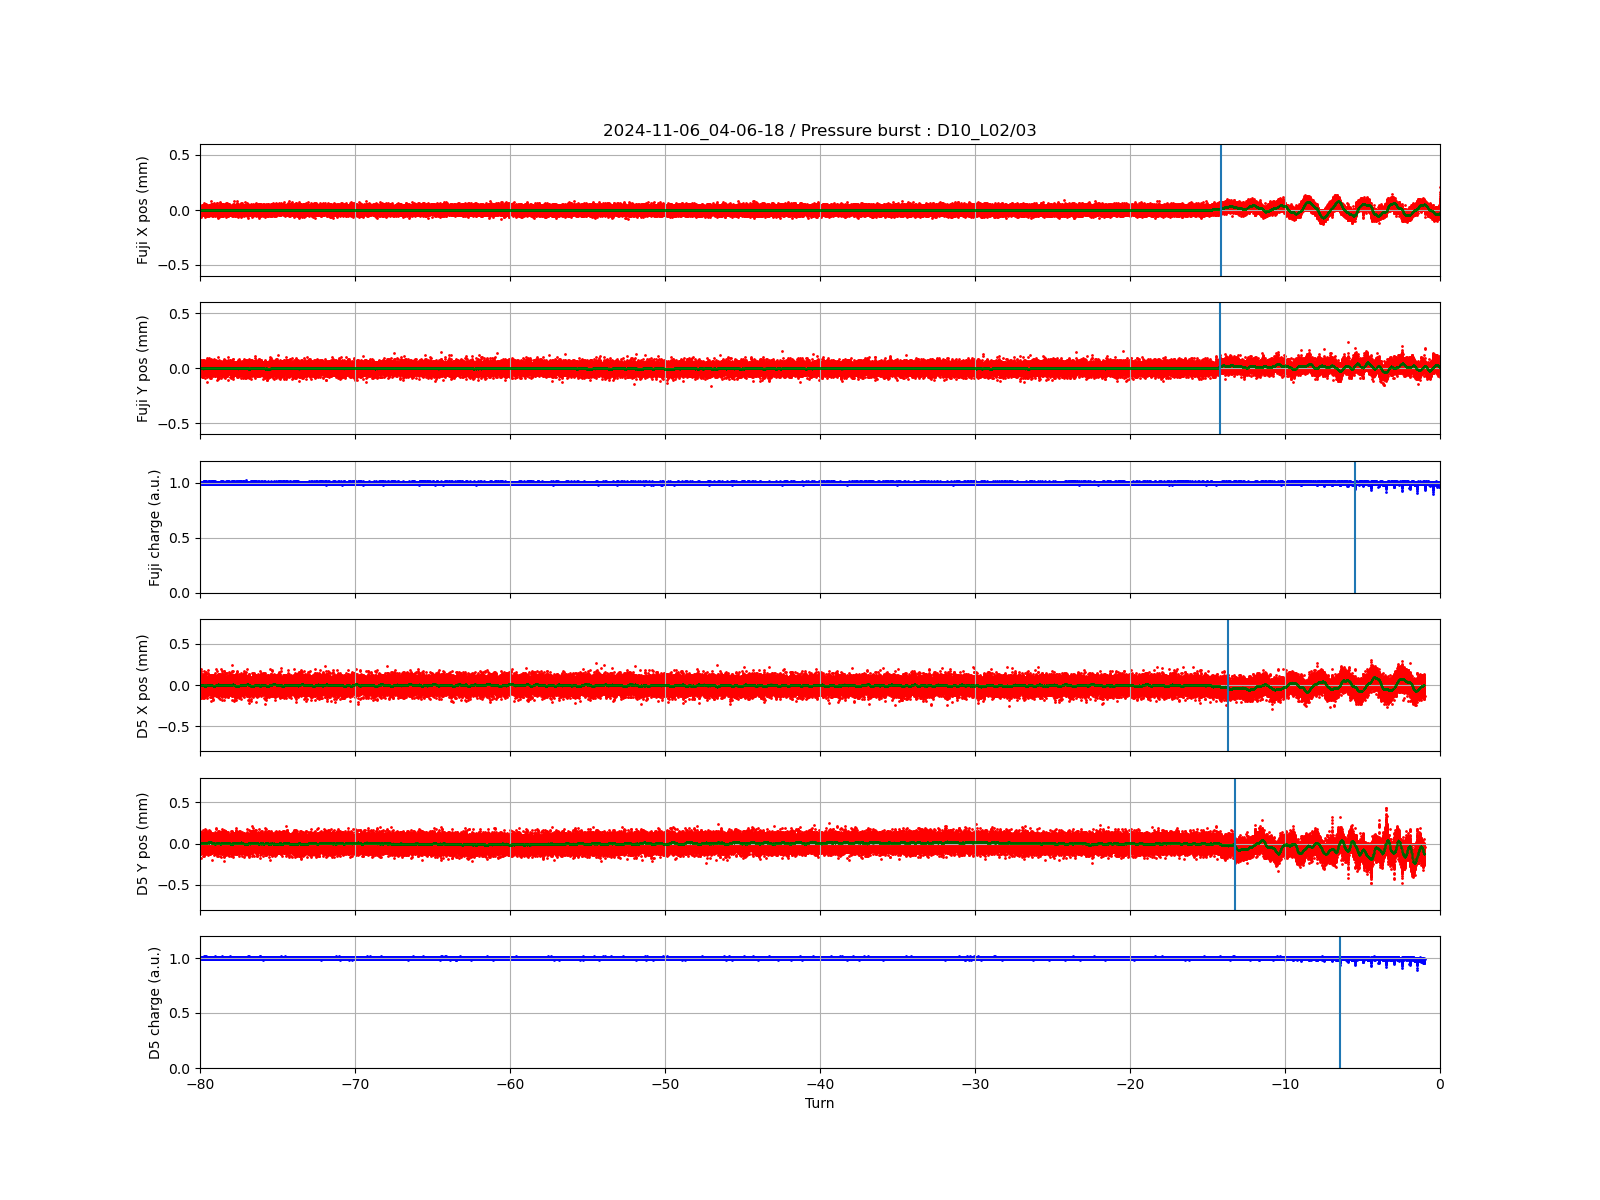 2024-11-06_04-06-18 / Pressure burst : D10_L02/03
0.5
0.0
−0.5
Fuji X pos (mm)
0.5
0.0
−0.5
Fuji Y pos (mm)
1.0
0.5
0.0
Fuji charge (a.u.)
0.5
0.0
−0.5
D5 X pos (mm)
0.5
0.0
−0.5
D5 Y pos (mm)
1.0
0.5
0.0
D5 charge (a.u.)
−80 −70 −60 −50 −40 −30 −20 −10 0
Turn